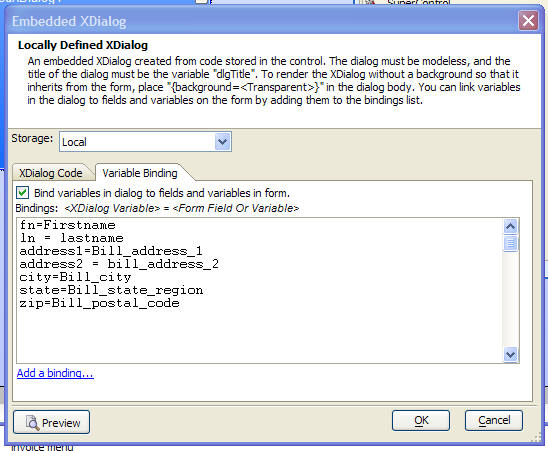 SuperControl
Embedded XDialog
Locally Defined XDialog
An embedded XDialog created from code stored in the control. The dialog must be modeless, and the
title of the dialog must be the variable "dlgTitle". To render the XDialog without a background so that it
inherits from the form, place "{background=<Transparent>}" in the dialog body. You can link variables
in the dialog to fields and variables on the form by adding them to the bindings list.
Storage: Local
XDialog Code Variable Binding
Bind variables in dialog to fields and variables in form.
Bindings: <XDialog Variable> = <Form Field Or Variable>
fn=Firstname
ln = lastname
address1=Bill_address_1
address2 = bill_address_2
city=Bill_city
state=Bill_state_region
zip=Bill_postal_code
Add a binding...
Preview OK Cancel
invoice menu